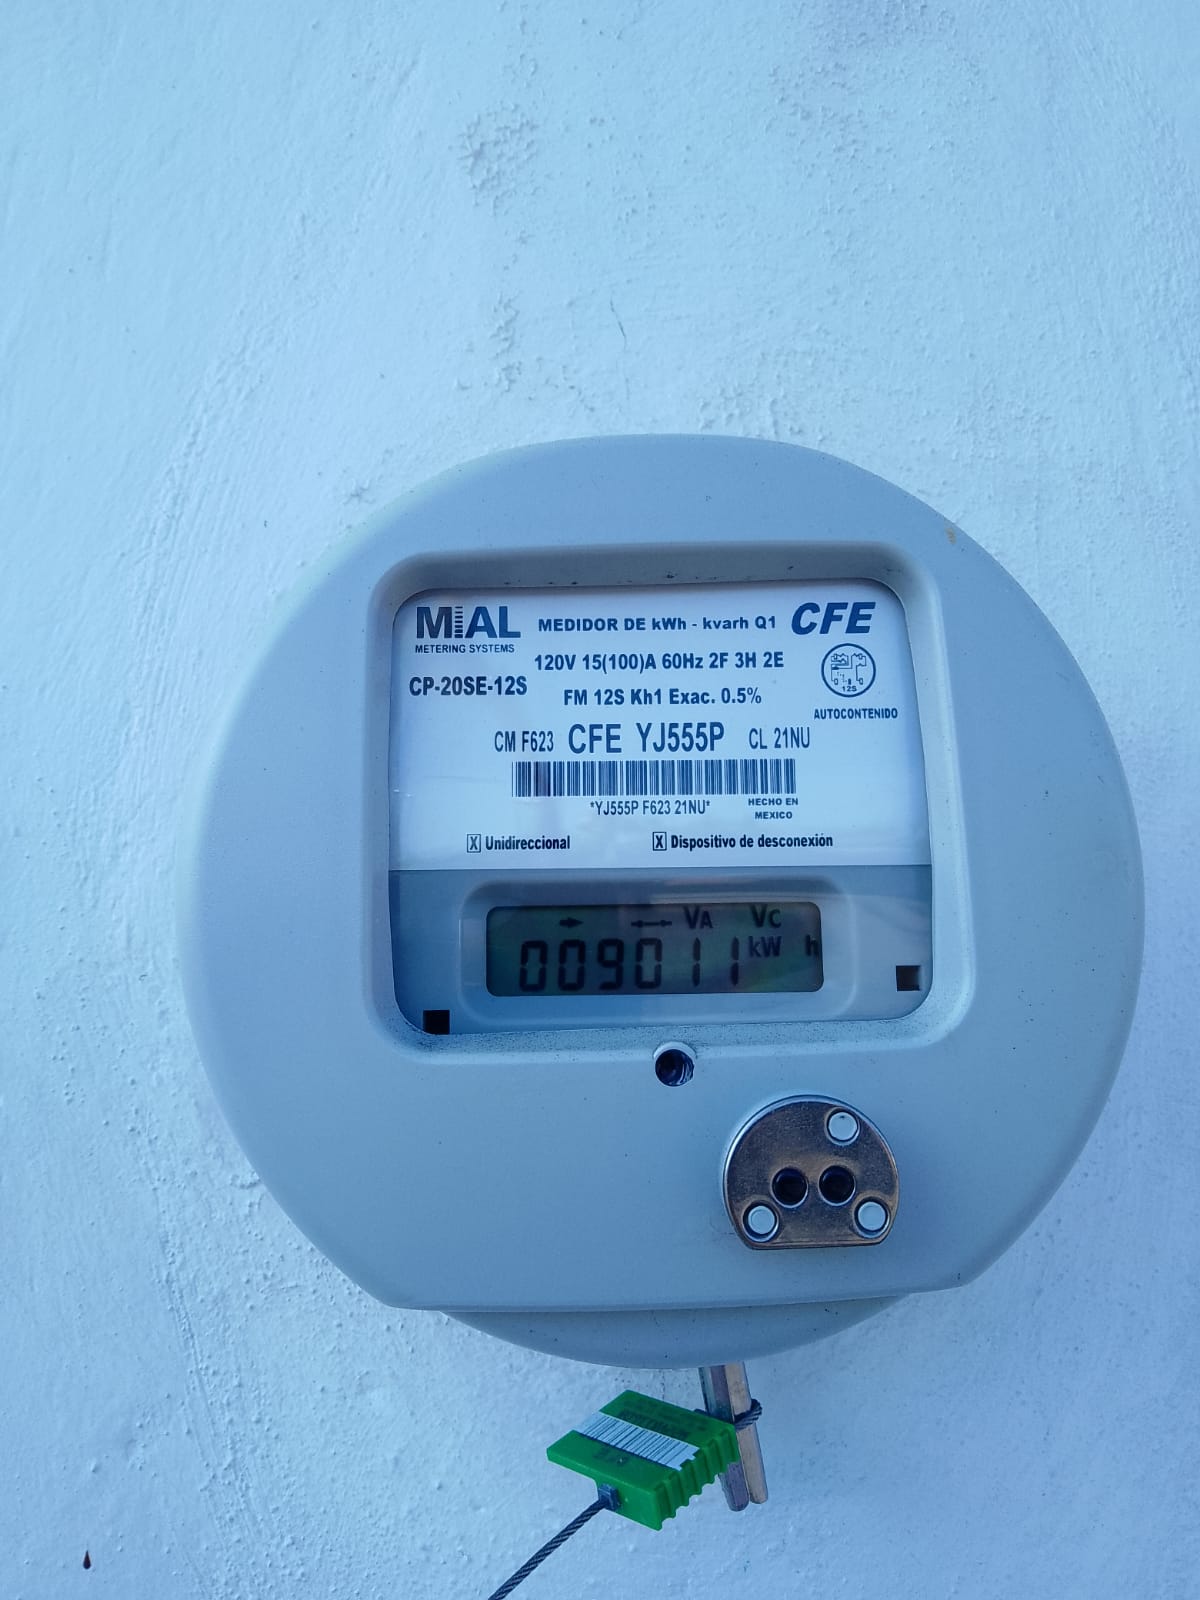 MIAL
METERING SYSTEMS
MEDIDOR DE kWh - kvarh Q1
CFE
120V 15(100)A 60Hz 2F 3H 2E
CP-20SE-12S
FM 12S Kh1 Exac. 0.5%
12S
AUTOCONTENIDO
CM F623 CFE YJ555P CL 21NU
*YJ555P F623 21NU*
HECHO EN
MEXICO
X Unidireccional
X Dispositivo de desconexión
VA VC
009011 kW h